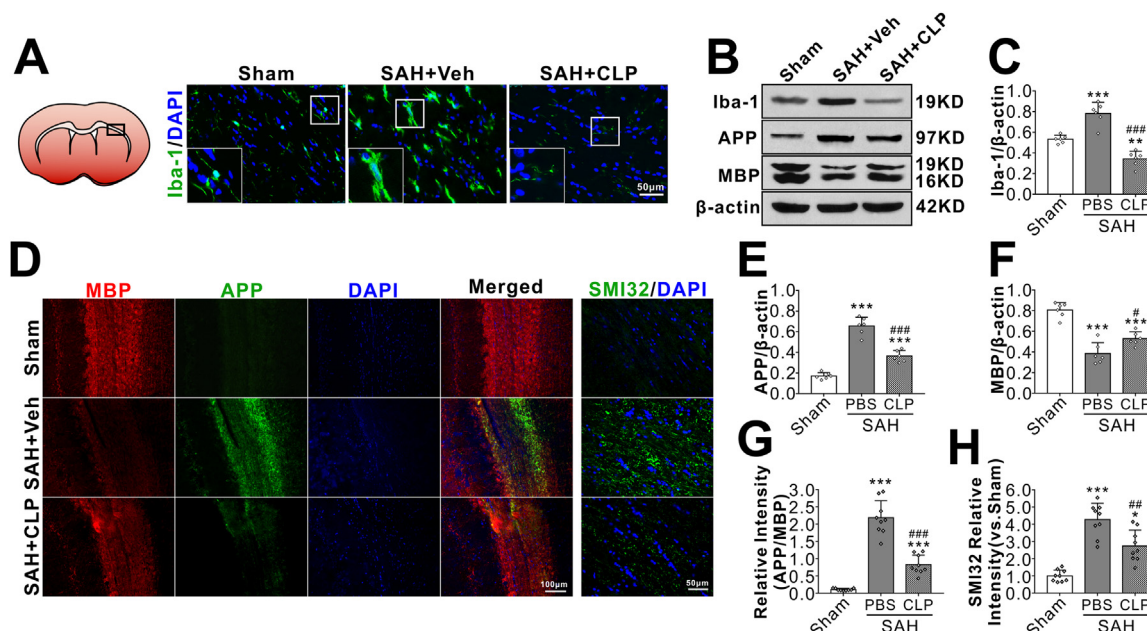 A
Sham
SAH+Veh
SAH+CLP
Iba-1/DAPI
50μm
B
Sham
SAH+Veh
SAH+CLP
Iba-1
19KD
APP
97KD
MBP
19KD
16KD
β-actin
42KD
C
Iba-1/β-actin
1.0
0.8
0.6
0.4
0.2
0.0
***
###
**
Sham
PBS
CLP
SAH
D
MBP
APP
DAPI
Merged
SMI32/DAPI
Sham
SAH+Veh
SAH+CLP
100μm
50μm
E
APP/β-actin
1.0
0.8
0.6
0.4
0.2
0.0
***
###
***
Sham
PBS
CLP
SAH
F
MBP/β-actin
1.0
0.8
0.6
0.4
0.2
0.0
***
#
***
Sham
PBS
CLP
SAH
G
Relative Intensity
(APP/MBP)
3.0
2.5
2.0
1.5
1.0
0.5
0.0
***
###
***
Sham
PBS
CLP
SAH
H
SMI32 Relative
Intensity(vs.Sham)
6.0
5.0
4.0
3.0
2.0
1.0
0.0
***
##
*
Sham
PBS
CLP
SAH